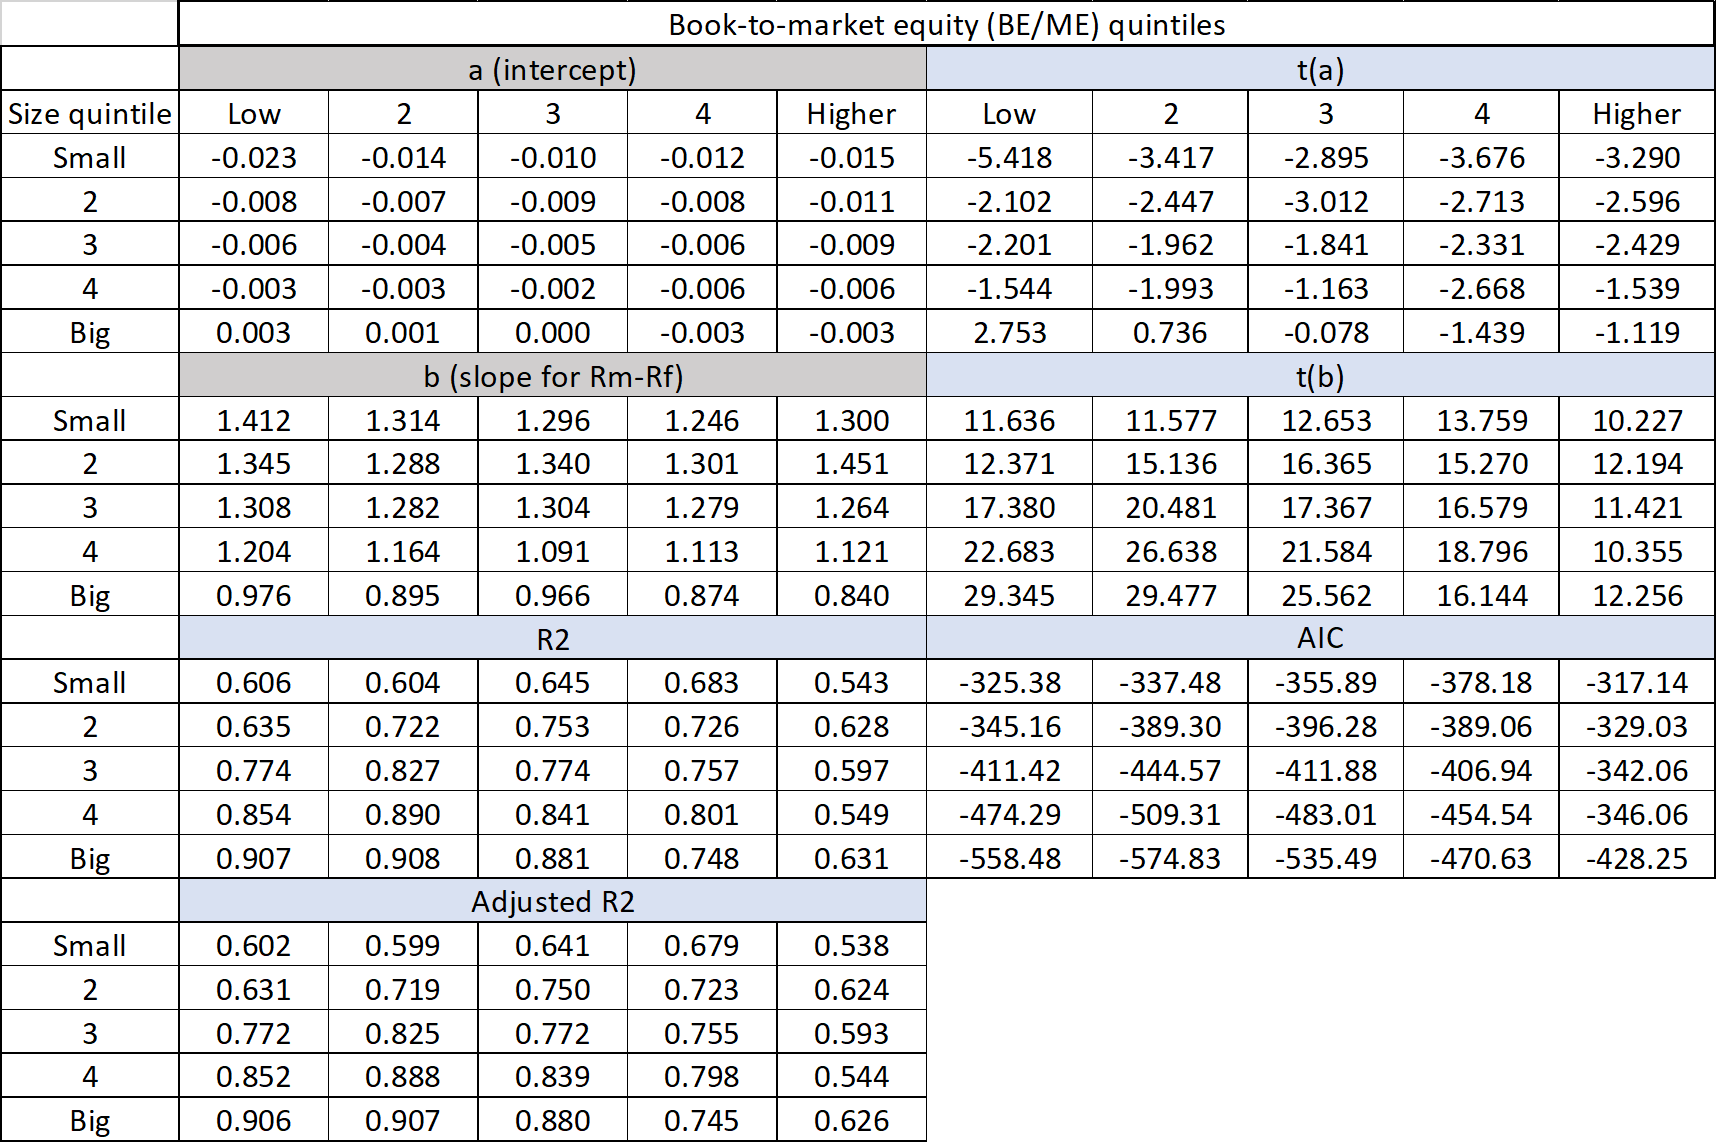 Book-to-market equity (BE/ME) quintiles
a (intercept) t(a)
Size quintile Low 2 3 4 Higher Low 2 3 4 Higher
Small -0.023 -0.014 -0.010 -0.012 -0.015 -5.418 -3.417 -2.895 -3.676 -3.290
2 -0.008 -0.007 -0.009 -0.008 -0.011 -2.102 -2.447 -3.012 -2.713 -2.596
3 -0.006 -0.004 -0.005 -0.006 -0.009 -2.201 -1.962 -1.841 -2.331 -2.429
4 -0.003 -0.003 -0.002 -0.006 -0.006 -1.544 -1.993 -1.163 -2.668 -1.539
Big 0.003 0.001 0.000 -0.003 -0.003 2.753 0.736 -0.078 -1.439 -1.119
b (slope for Rm-Rf) t(b)
Small 1.412 1.314 1.296 1.246 1.300 11.636 11.577 12.653 13.759 10.227
2 1.345 1.288 1.340 1.301 1.451 12.371 15.136 16.365 15.270 12.194
3 1.308 1.282 1.304 1.279 1.264 17.380 20.481 17.367 16.579 11.421
4 1.204 1.164 1.091 1.113 1.121 22.683 26.638 21.584 18.796 10.355
Big 0.976 0.895 0.966 0.874 0.840 29.345 29.477 25.562 16.144 12.256
R2 AIC
Small 0.606 0.604 0.645 0.683 0.543 -325.38 -337.48 -355.89 -378.18 -317.14
2 0.635 0.722 0.753 0.726 0.628 -345.16 -389.30 -396.28 -389.06 -329.03
3 0.774 0.827 0.774 0.757 0.597 -411.42 -444.57 -411.88 -406.94 -342.06
4 0.854 0.890 0.841 0.801 0.549 -474.29 -509.31 -483.01 -454.54 -346.06
Big 0.907 0.908 0.881 0.748 0.631 -558.48 -574.83 -535.49 -470.63 -428.25
Adjusted R2
Small 0.602 0.599 0.641 0.679 0.538
2 0.631 0.719 0.750 0.723 0.624
3 0.772 0.825 0.772 0.755 0.593
4 0.852 0.888 0.839 0.798 0.544
Big 0.906 0.907 0.880 0.745 0.626